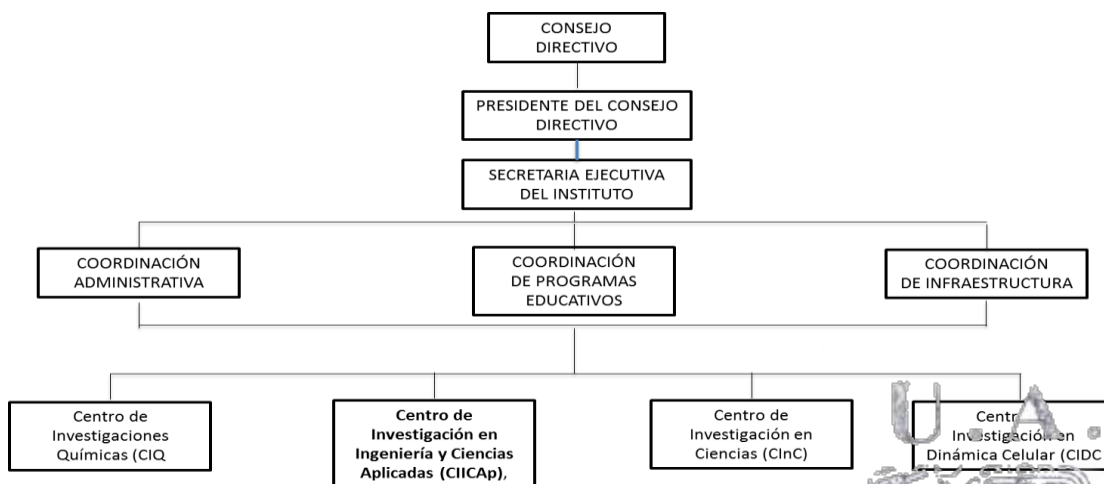 CONSEJO
DIRECTIVO
PRESIDENTE DEL CONSEJO
DIRECTIVO
SECRETARIA EJECUTIVA
DEL INSTITUTO
COORDINACIÓN
ADMINISTRATIVA
COORDINACIÓN
DE PROGRAMAS
EDUCATIVOS
COORDINACIÓN
DE INFRAESTRUCTURA
Centro de
Investigaciones
Químicas (CIQ
Centro de
Investigación en
Ingeniería y Ciencias
Aplicadas (CIICAp),
Centro de
Investigación en
Ciencias (CInC)
Investigación en
Dinámica Celular (CIDC
U.A.